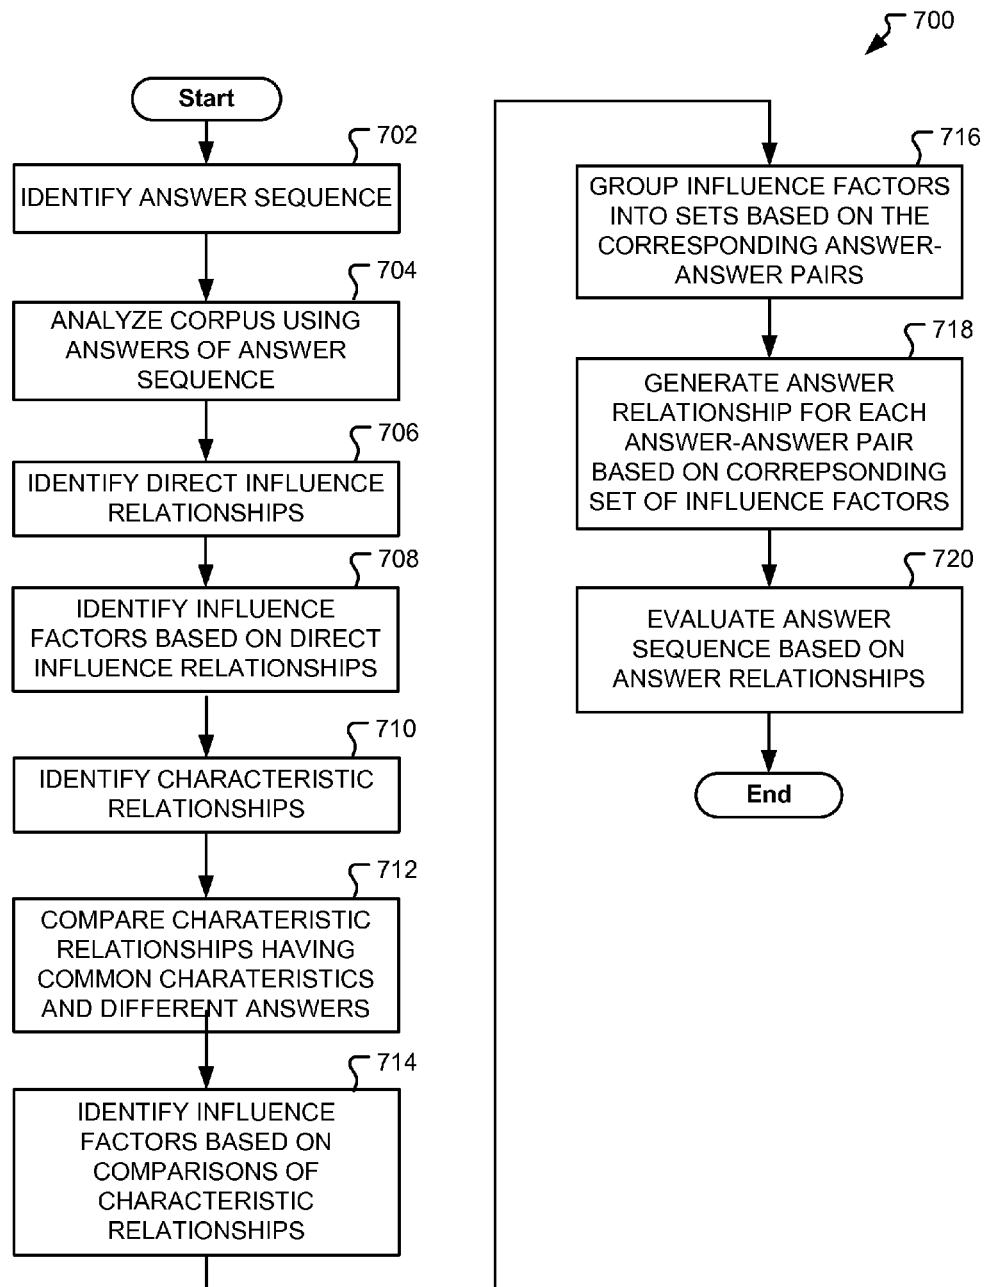 700
Start
702
IDENTIFY ANSWER SEQUENCE
704
ANALYZE CORPUS USING
ANSWERS OF ANSWER
SEQUENCE
706
IDENTIFY DIRECT INFLUENCE
RELATIONSHIPS
708
IDENTIFY INFLUENCE
FACTORS BASED ON DIRECT
INFLUENCE RELATIONSHIPS
710
IDENTIFY CHARACTERISTIC
RELATIONSHIPS
712
COMPARE CHARATERISTIC
RELATIONSHIPS HAVING
COMMON CHARATERISTICS
AND DIFFERENT ANSWERS
714
IDENTIFY INFLUENCE
FACTORS BASED ON
COMPARISONS OF
CHARACTERISTIC
RELATIONSHIPS
716
GROUP INFLUENCE FACTORS
INTO SETS BASED ON THE
CORRESPONDING ANSWER-
ANSWER PAIRS
718
GENERATE ANSWER
RELATIONSHIP FOR EACH
ANSWER-ANSWER PAIR
BASED ON CORREPSONDING
SET OF INFLUENCE FACTORS
720
EVALUATE ANSWER
SEQUENCE BASED ON
ANSWER RELATIONSHIPS
End